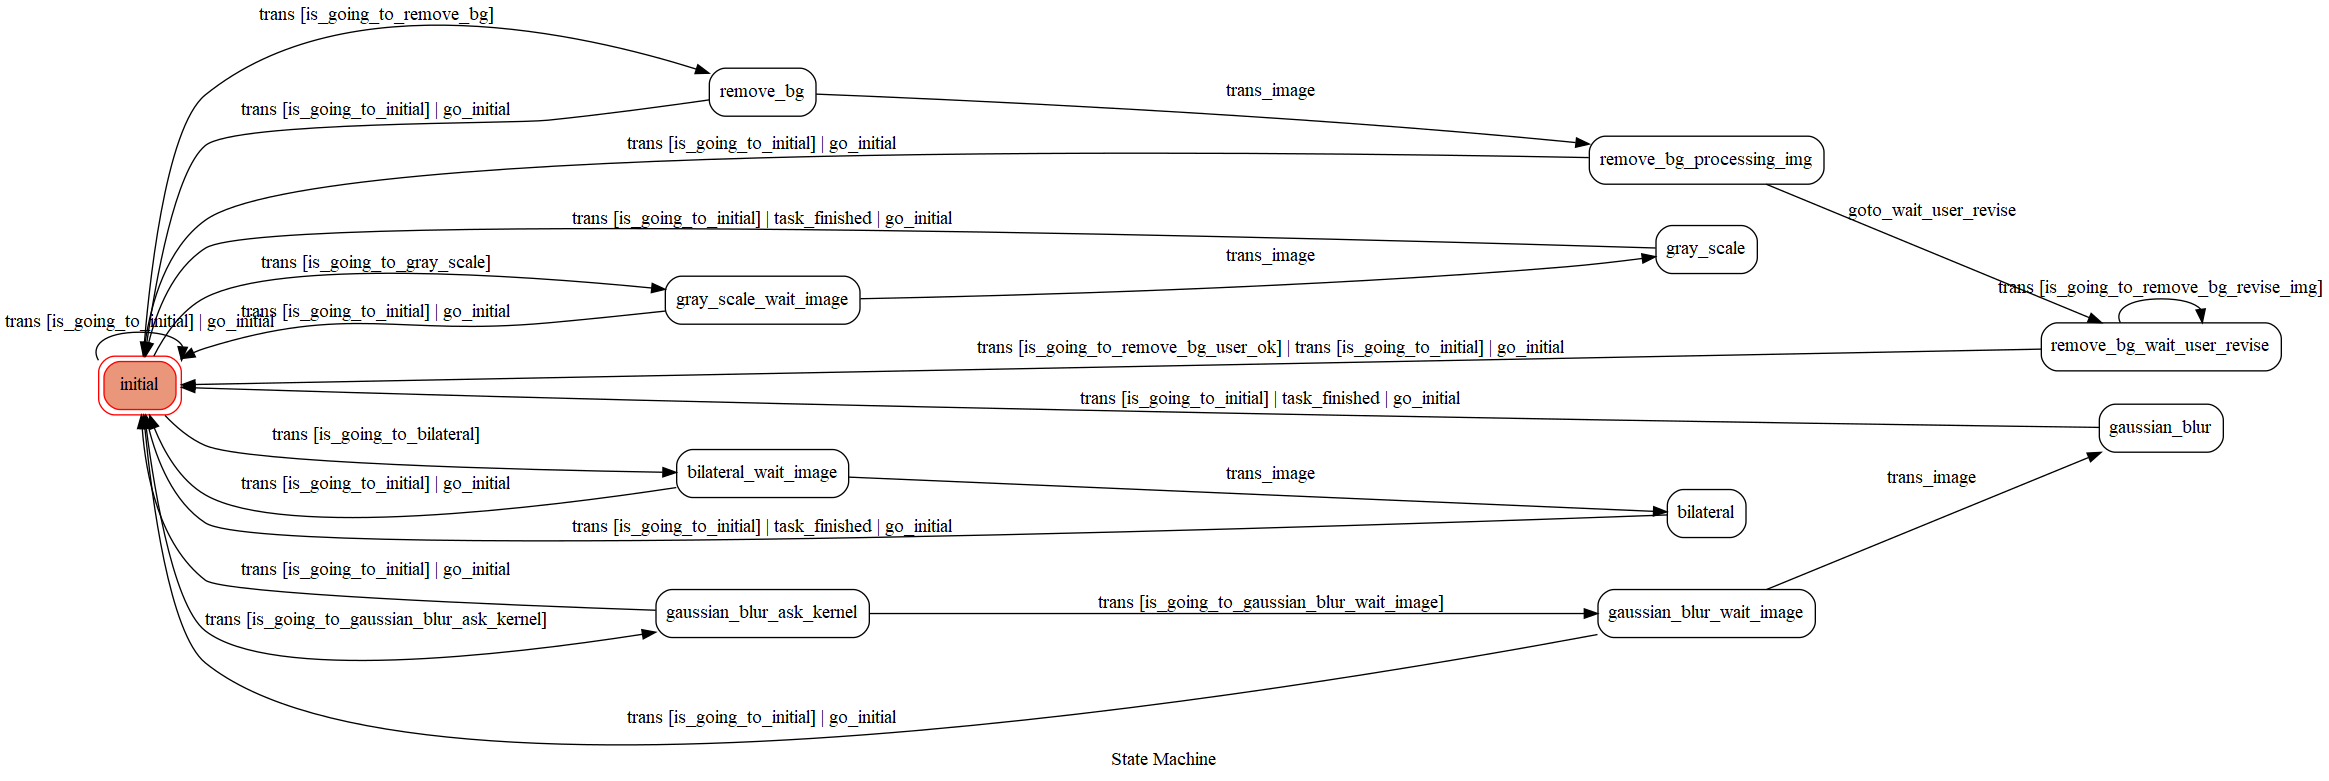 trans [is_going_to_remove_bg]
remove_bg
trans_image
trans [is_going_to_initial] | go_initial
trans [is_going_to_initial] | go_initial
remove_bg_processing_img
goto_wait_user_revise
trans [is_going_to_initial] | task_finished | go_initial
gray_scale
trans_image
trans [is_going_to_gray_scale]
gray_scale_wait_image
trans [is_going_to_remove_bg_revise_img]
trans [is_going_to_initial] | go_initial
trans [is_going_to_initial] | go_initial
trans [is_going_to_remove_bg_user_ok] | trans [is_going_to_initial] | go_initial
remove_bg_wait_user_revise
initial
trans [is_going_to_initial] | task_finished | go_initial
gaussian_blur
trans [is_going_to_bilateral]
bilateral_wait_image
trans_image
trans_image
trans [is_going_to_initial] | go_initial
bilateral
trans [is_going_to_initial] | task_finished | go_initial
trans [is_going_to_initial] | go_initial
gaussian_blur_ask_kernel
trans [is_going_to_gaussian_blur_wait_image]
gaussian_blur_wait_image
trans [is_going_to_gaussian_blur_ask_kernel]
trans [is_going_to_initial] | go_initial
State Machine